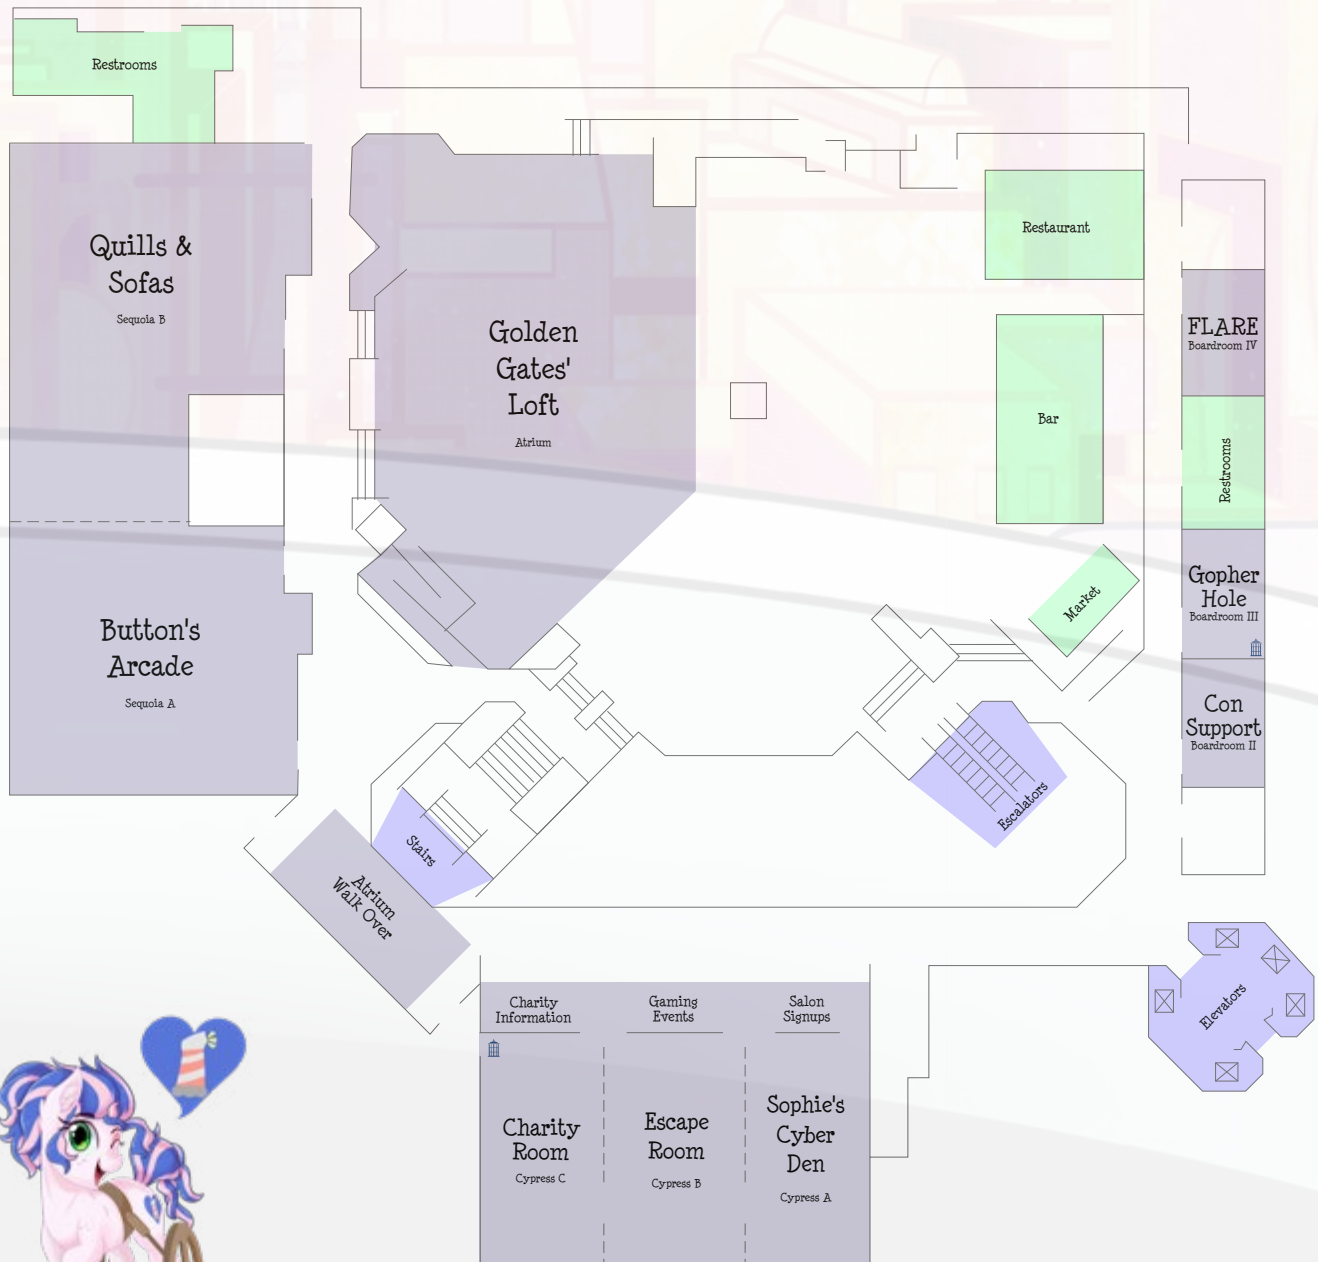 Restrooms
Quills &
Sofas
Sequoia B
Golden
Gates'
Loft
Atrium
Restaurant
Bar
Market
FLARE
Boardroom IV
Restrooms
Gopher
Hole
Boardroom III
Con
Support
Boardroom II
Button's
Arcade
Sequoia A
Stairs
Escalators
Atrium
Walk Over
Elevators
Charity
Information
Gaming
Events
Salon
Signups
Charity
Room
Cypress C
Escape
Room
Cypress B
Sophie's
Cyber
Den
Cypress A